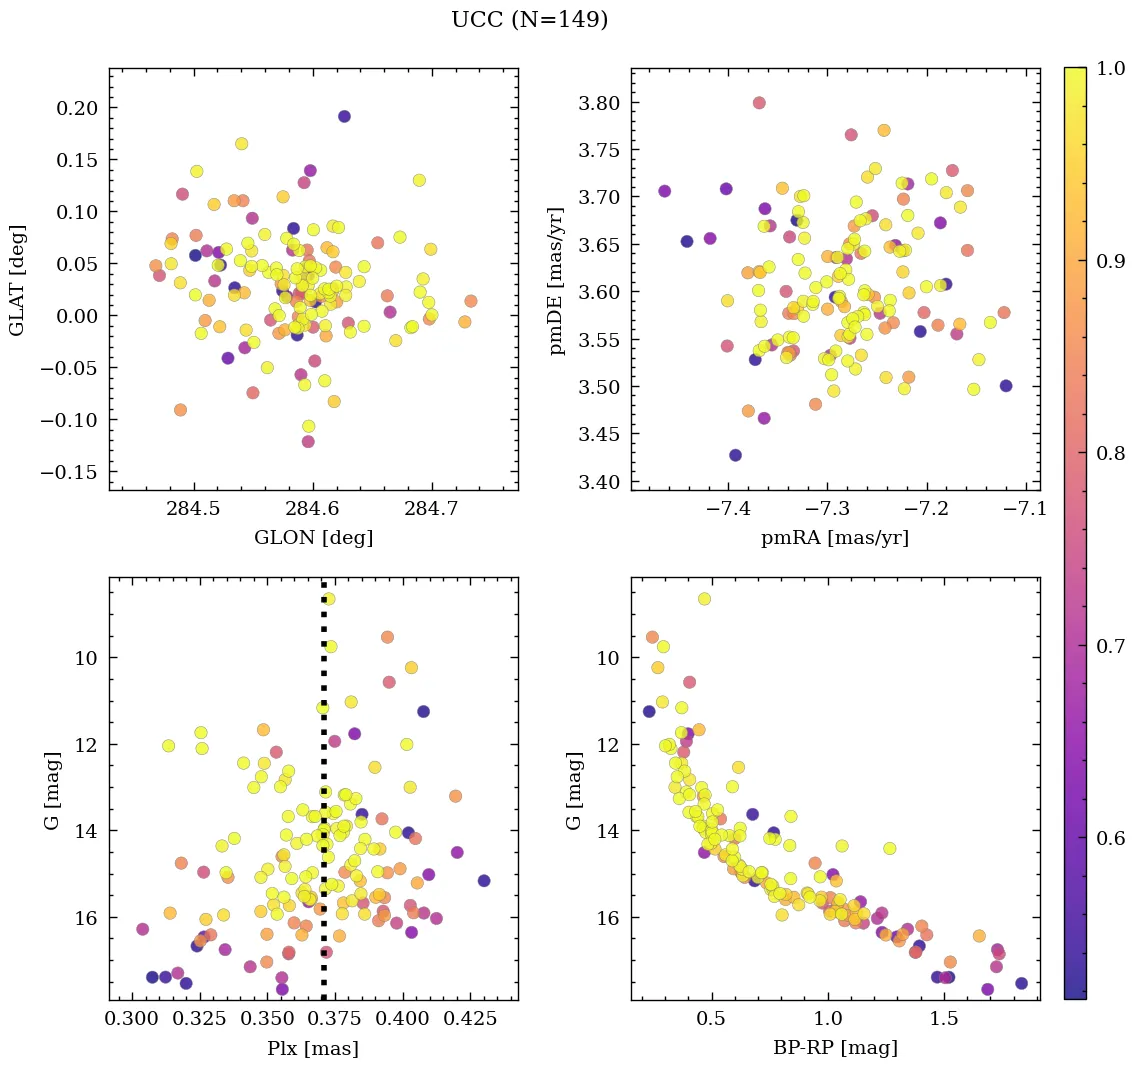 UCC (N=149)
0.20
0.15
0.10
0.05
0.00
−0.05
−0.10
−0.15
GLAT [deg]
284.5 284.6 284.7
GLON [deg]
3.80
3.75
3.70
3.65
3.60
3.55
3.50
3.45
3.40
pmDE [mas/yr]
−7.4 −7.3 −7.2 −7.1
pmRA [mas/yr]
10
12
14
16
G [mag]
0.300 0.325 0.350 0.375 0.400 0.425
Plx [mas]
10
12
14
16
G [mag]
0.5 1.0 1.5
BP-RP [mag]
1.0
0.9
0.8
0.7
0.6